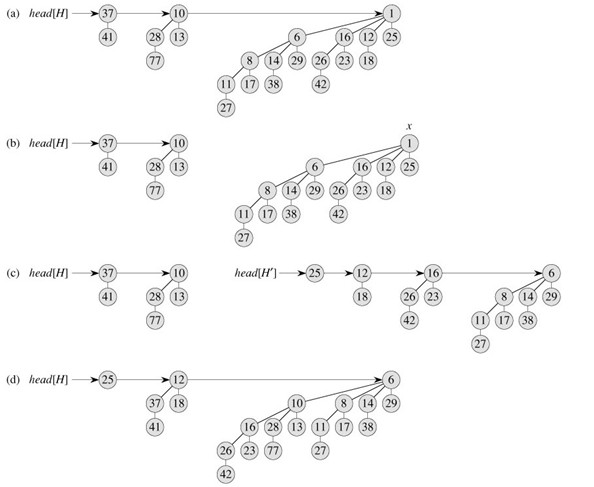 (a) head[H] 37 10 1
41 28 13 6 16 12 25
77 8 14 29 26 23 18
11 17 38 42
27
x
(b) head[H] 37 10 1
41 28 13 6 16 12 25
77 8 14 29 26 23 18
11 17 38 42
27
(c) head[H] 37 10 head[H′] 25 12 16 6
41 28 13 18 26 23 8 14 29
77 42 11 17 38
27
(d) head[H] 25 12 6
37 18 10 8 14 29
41 16 28 13 11 17 38
26 23 77 27
42